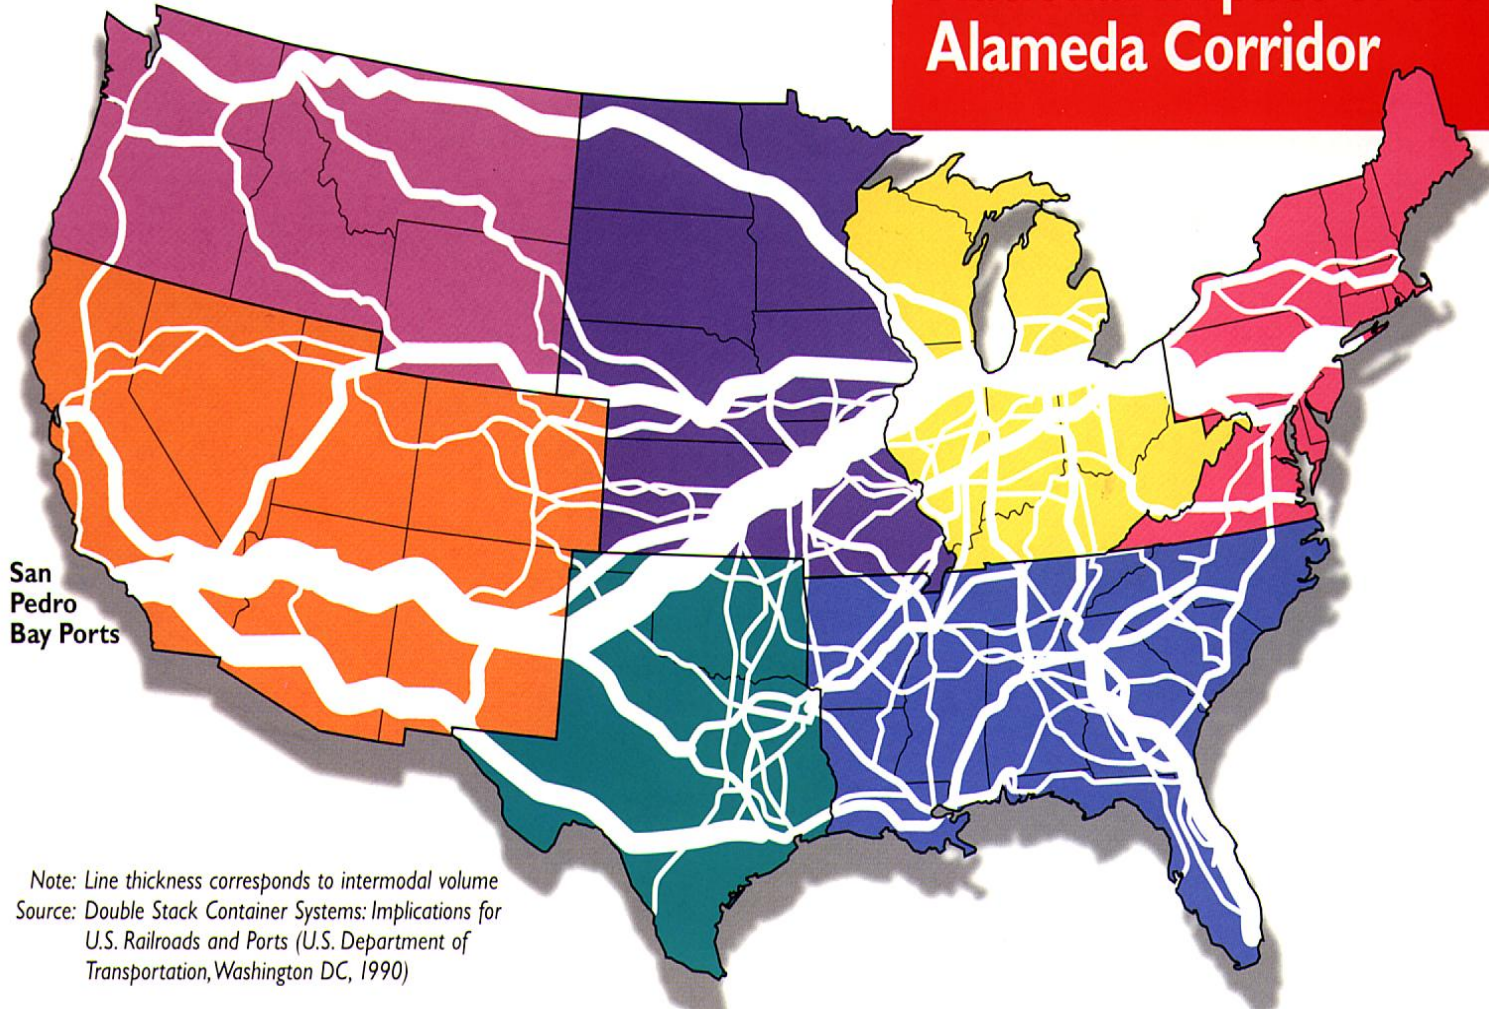 Alameda Corridor
San
Pedro
Bay Ports
Note: Line thickness corresponds to intermodal volume
Source: Double Stack Container Systems: Implications for
U.S. Railroads and Ports (U.S. Department of
Transportation, Washington DC, 1990)